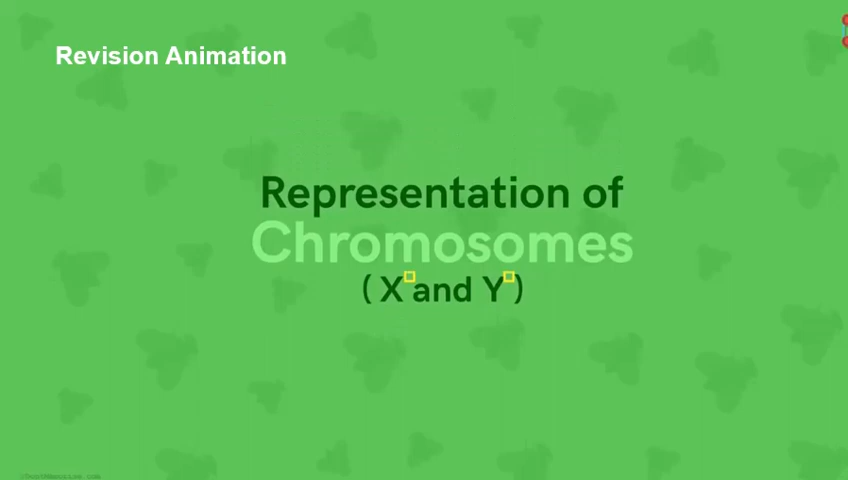 Revision Animation
Representation of
Chromosomes
( X□ and Y□ )